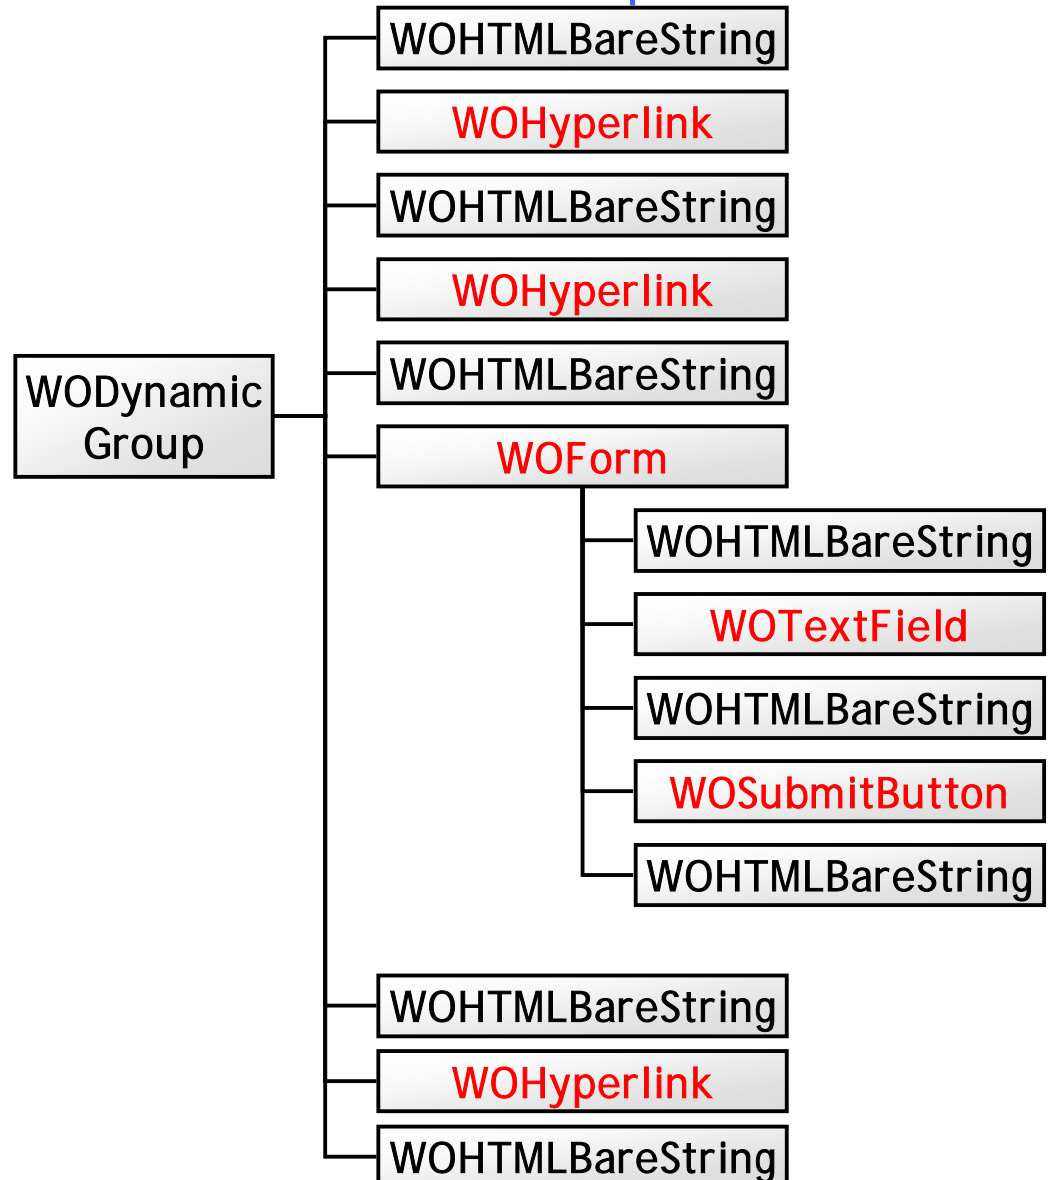 WOHTMLBareString
WOHyperlink
WOHTMLBareString
WOHyperlink
WOHTMLBareString
WODynamic
Group
WOForm
WOHTMLBareString
WOTextField
WOHTMLBareString
WOSubmitButton
WOHTMLBareString
WOHTMLBareString
WOHyperlink
WOHTMLBareString